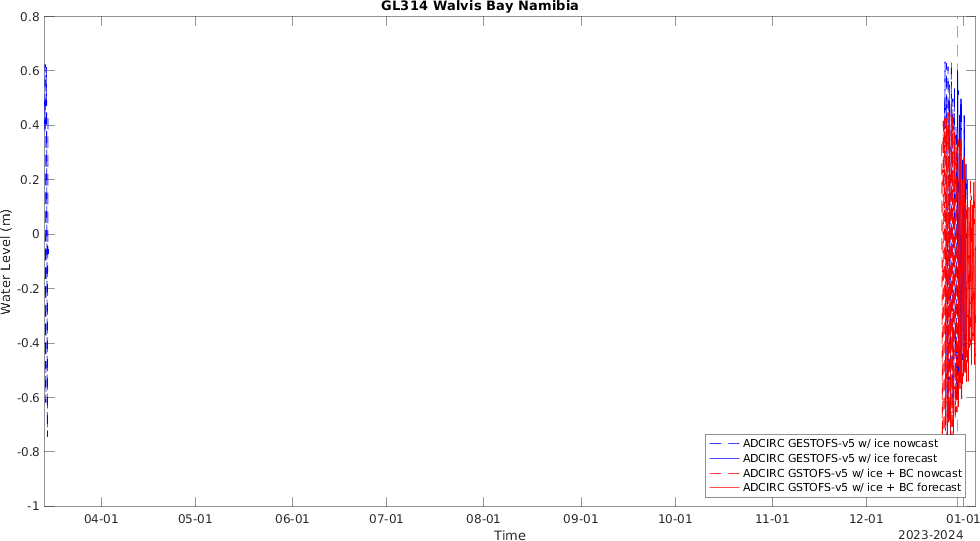 GL314 Walvis Bay Namibia
0.8
0.6
0.4
0.2
0
-0.2
-0.4
-0.6
-0.8
-1
Water Level (m)
ADCIRC GESTOFS-v5 w/ ice nowcast
ADCIRC GESTOFS-v5 w/ ice forecast
ADCIRC GSTOFS-v5 w/ ice + BC nowcast
ADCIRC GSTOFS-v5 w/ ice + BC forecast
04-01 05-01 06-01 07-01 08-01 09-01 10-01 11-01 12-01 01-01
Time
2023-2024